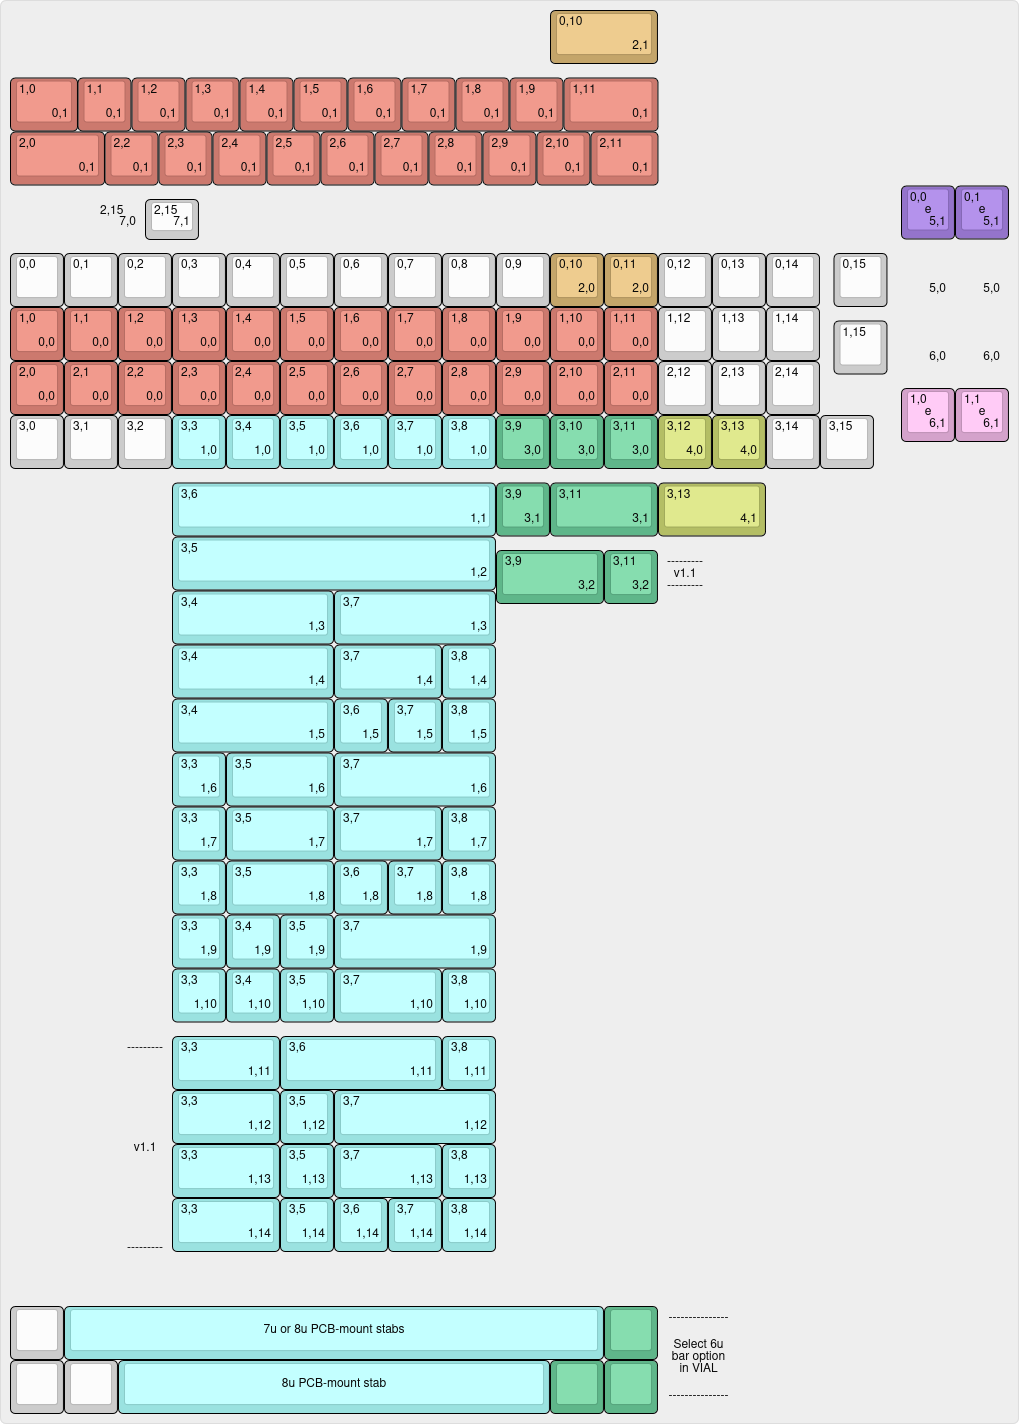 0,10
2,1
1,0 1,1 1,2 1,3 1,4 1,5 1,6 1,7 1,8 1,9 1,11
0,1 0,1 0,1 0,1 0,1 0,1 0,1 0,1 0,1 0,1 0,1
2,0 2,2 2,3 2,4 2,5 2,6 2,7 2,8 2,9 2,10 2,11
0,1 0,1 0,1 0,1 0,1 0,1 0,1 0,1 0,1 0,1 0,1
0,0 0,1
e e
5,1 5,1
2,15 2,15
7,0 7,1
0,0 0,1 0,2 0,3 0,4 0,5 0,6 0,7 0,8 0,9 0,10 0,11 0,12 0,13 0,14 0,15
2,0 2,0 5,0 5,0
1,0 1,1 1,2 1,3 1,4 1,5 1,6 1,7 1,8 1,9 1,10 1,11 1,12 1,13 1,14 1,15
0,0 0,0 0,0 0,0 0,0 0,0 0,0 0,0 0,0 0,0 0,0 0,0
6,0 6,0
2,0 2,1 2,2 2,3 2,4 2,5 2,6 2,7 2,8 2,9 2,10 2,11 2,12 2,13 2,14
0,0 0,0 0,0 0,0 0,0 0,0 0,0 0,0 0,0 0,0 0,0 0,0
1,0 1,1
e e
6,1 6,1
3,0 3,1 3,2 3,3 3,4 3,5 3,6 3,7 3,8 3,9 3,10 3,11 3,12 3,13 3,14 3,15
1,0 1,0 1,0 1,0 1,0 1,0 3,0 3,0 3,0 4,0 4,0
3,6 3,9 3,11 3,13
1,1 3,1 3,1 4,1
3,5
1,2
3,9 3,11
3,2 3,2
---------
v1.1
---------
3,4 3,7
1,3 1,3
3,4 3,7 3,8
1,4 1,4 1,4
3,4 3,6 3,7 3,8
1,5 1,5 1,5 1,5
3,3 3,5 3,7
1,6 1,6 1,6
3,3 3,5 3,7 3,8
1,7 1,7 1,7 1,7
3,3 3,5 3,6 3,7 3,8
1,8 1,8 1,8 1,8 1,8
3,3 3,4 3,5 3,7
1,9 1,9 1,9 1,9
3,3 3,4 3,5 3,7 3,8
1,10 1,10 1,10 1,10 1,10
---------
3,3 3,6 3,8
1,11 1,11 1,11
3,3 3,5 3,7
1,12 1,12 1,12
v1.1
3,3 3,5 3,7 3,8
1,13 1,13 1,13 1,13
3,3 3,5 3,6 3,7 3,8
1,14 1,14 1,14 1,14 1,14
---------
7u or 8u PCB-mount stabs
8u PCB-mount stab
---------------
Select 6u
bar option
in VIAL
---------------